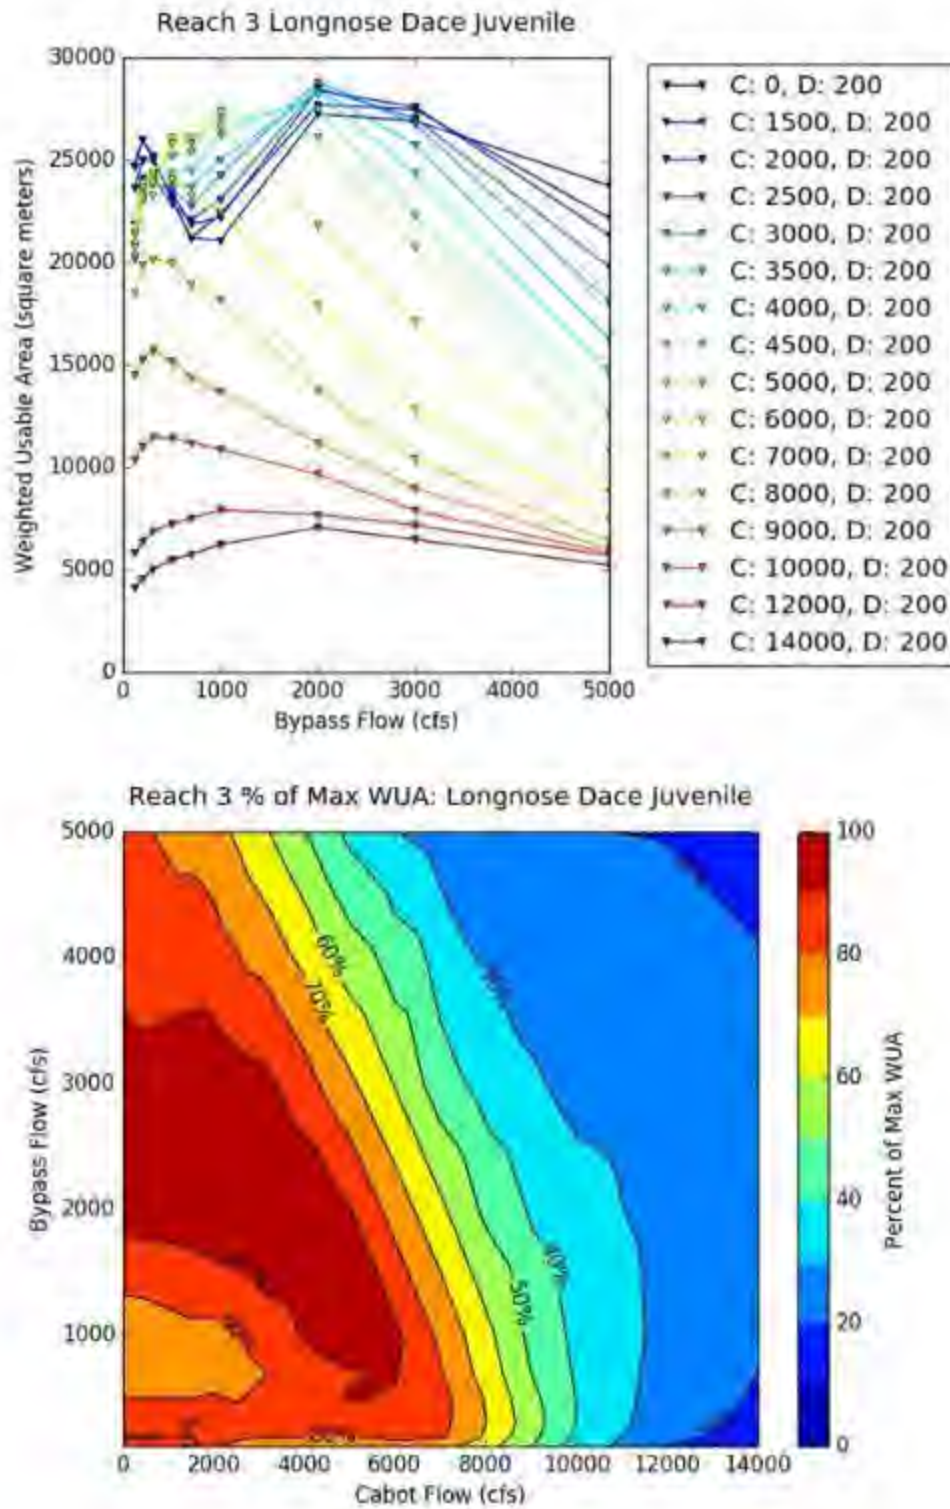 Reach 3 Longnose Dace Juvenile
30000
25000
20000
15000
10000
5000
0
Weighted Usable Area (square meters)
0 1000 2000 3000 4000 5000
Bypass Flow (cfs)
C: 0, D: 200
C: 1500, D: 200
C: 2000, D: 200
C: 2500, D: 200
C: 3000, D: 200
C: 3500, D: 200
C: 4000, D: 200
C: 4500, D: 200
C: 5000, D: 200
C: 6000, D: 200
C: 7000, D: 200
C: 8000, D: 200
C: 9000, D: 200
C: 10000, D: 200
C: 12000, D: 200
C: 14000, D: 200
Reach 3 % of Max WUA: Longnose Dace Juvenile
5000
4000
3000
2000
1000
Bypass Flow (cfs)
60%
70%
40%
50%
0 2000 4000 6000 8000 10000 12000 14000
Cabot Flow (cfs)
100
80
60
40
20
0
Percent of Max WUA